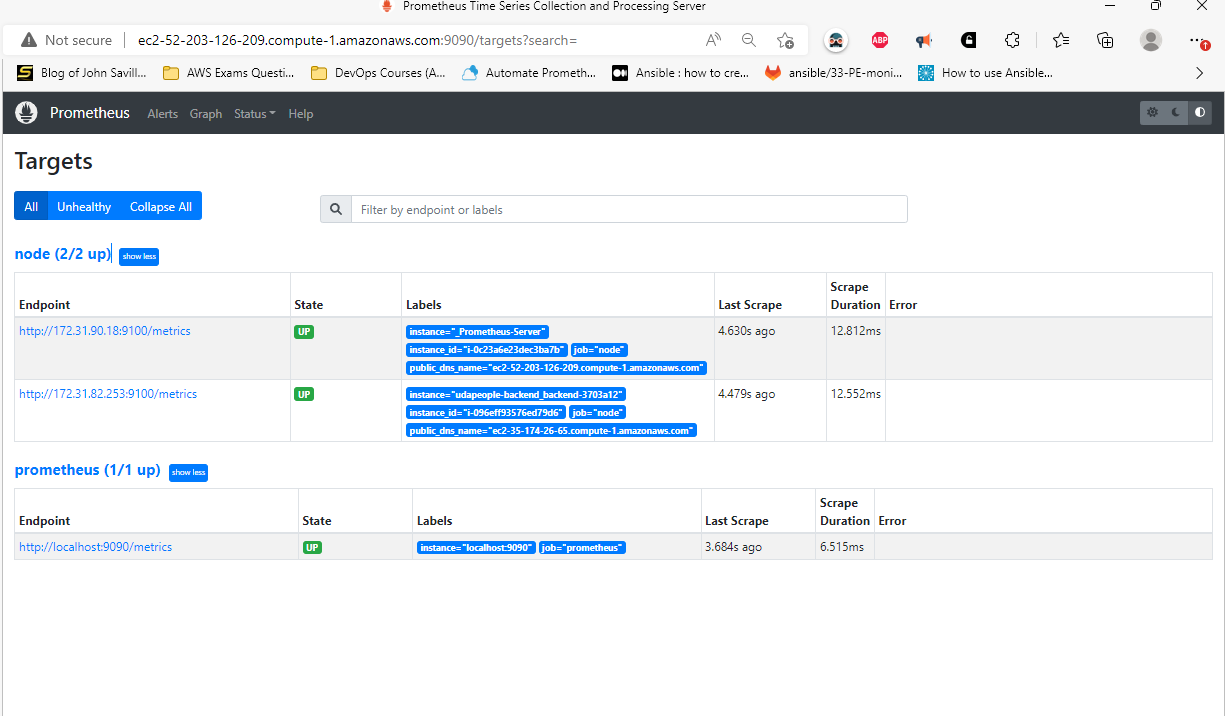 Prometheus Time Series Collection and Processing Server
Not secure ec2-52-203-126-209.compute-1.amazonaws.com:9090/targets?search=
ABP
Blog of John Savill... AWS Exams Questi... DevOps Courses (A... Automate Prometh... Ansible : how to cre... ansible/33-PE-moni... How to use Ansible...
Prometheus Alerts Graph Status Help
Targets
All Unhealthy Collapse All Filter by endpoint or labels
node (2/2 up) show less
Endpoint State Labels Last Scrape Scrape Duration Error
http://172.31.90.18:9100/metrics UP instance="_Prometheus-Server" 4.630s ago 12.812ms
instance_id="i-0c23a6e23dec3ba7b" job="node"
public_dns_name="ec2-52-203-126-209.compute-1.amazonaws.com"
http://172.31.82.253:9100/metrics UP instance="udapeople-backend_backend-3703a12" 4.479s ago 12.552ms
instance_id="i-096eff93576ed79d6" job="node"
public_dns_name="ec2-35-174-26-65.compute-1.amazonaws.com"
prometheus (1/1 up) show less
Endpoint State Labels Last Scrape Scrape Duration Error
http://localhost:9090/metrics UP instance="localhost:9090" job="prometheus" 3.684s ago 6.515ms